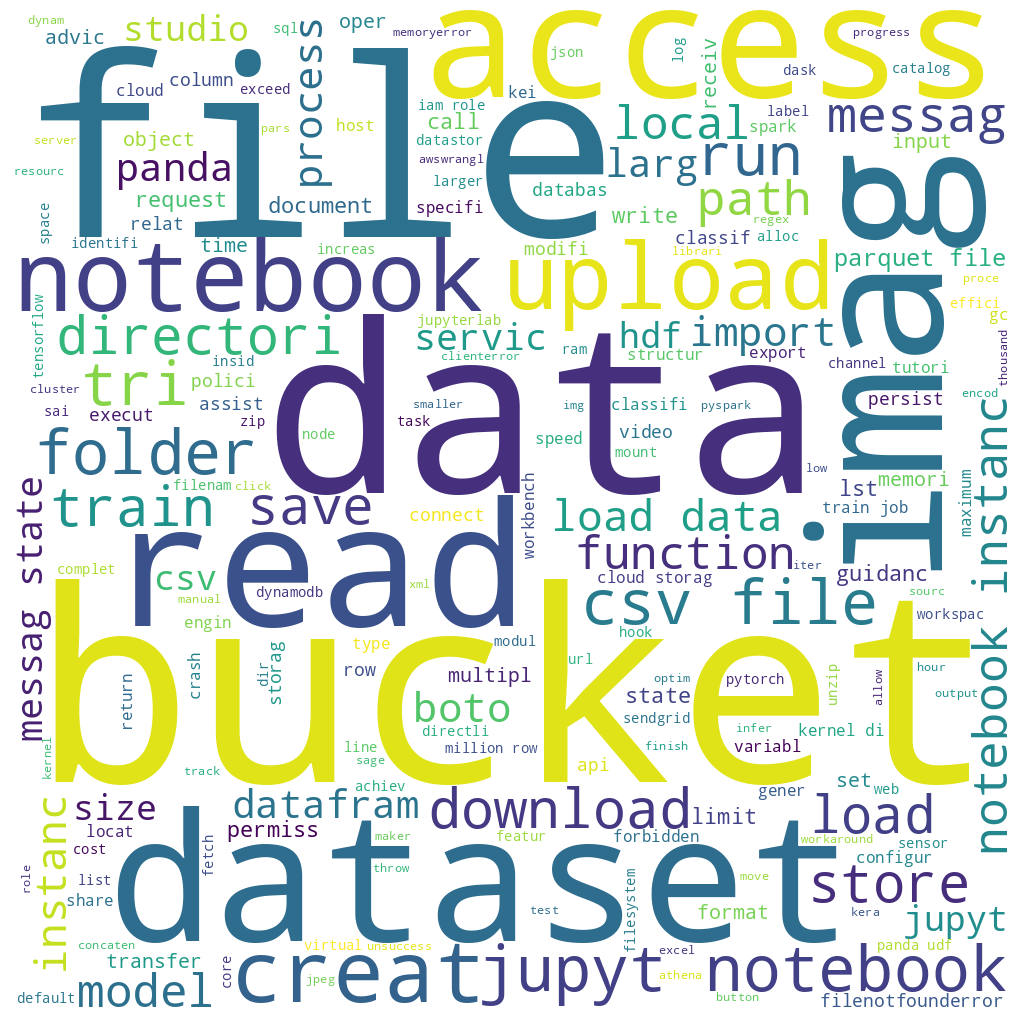 dynam
sql
oper
memoryerror
access
progress
advic
studio
process
json
log
receiv
dask
catalog
file
cloud
column
exceed
kei
iam role
call
local
label
messag
server
object
pars
host
datastor
spark
input
resourc
panda
awswrangl
larg
run
imag
request
document
larger
databas
path
space
relat
specifi
write
regex
identifi
time
increas
modifi
classif
alloc
librari
parquet file
notebook
upload
proce
effici
gc
tensorflow
directori
jupyterlab
servic
clienterror
ram
hdf
structur
import
export
channel
tutori
thousand
insid
tri
polici
cluster
sai
execut
assist
zip
smaller
task
img
classifi
pyspark
persist
encod
data
node
speed
video
mount
low
folder
filenam
click
workbench
lst
memori
train job
maximum
notebook instanc
train
save
connect
load data
function
iter
messag state
read
complet
csv
manual
dynamodb
xml
cloud storag
guidanc
csv file
sourc
workspac
engin
hook
bucket
type
modul
url
crash
dir
storag
row
multipl
optim
state
pytorch
unzip
allow
hour
return
boto
directli
sendgrid
infer
output
line
million row
finish
variabl
kernel di
kernel
track
sage
achiev
api
set
web
gener
size
datafram
download
limit
load
instanc
locat
permiss
maker
featur
forbidden
workaround
sensor
cost
fetch
throw
configur
role
list
share
dataset
move
store
filesystem
test
format
kera
jupyt
concaten
virtual
unsuccess
excel
panda udf
transfer
core
creat
jupyt notebook
default
model
jpeg
athena
button
filenotfounderror